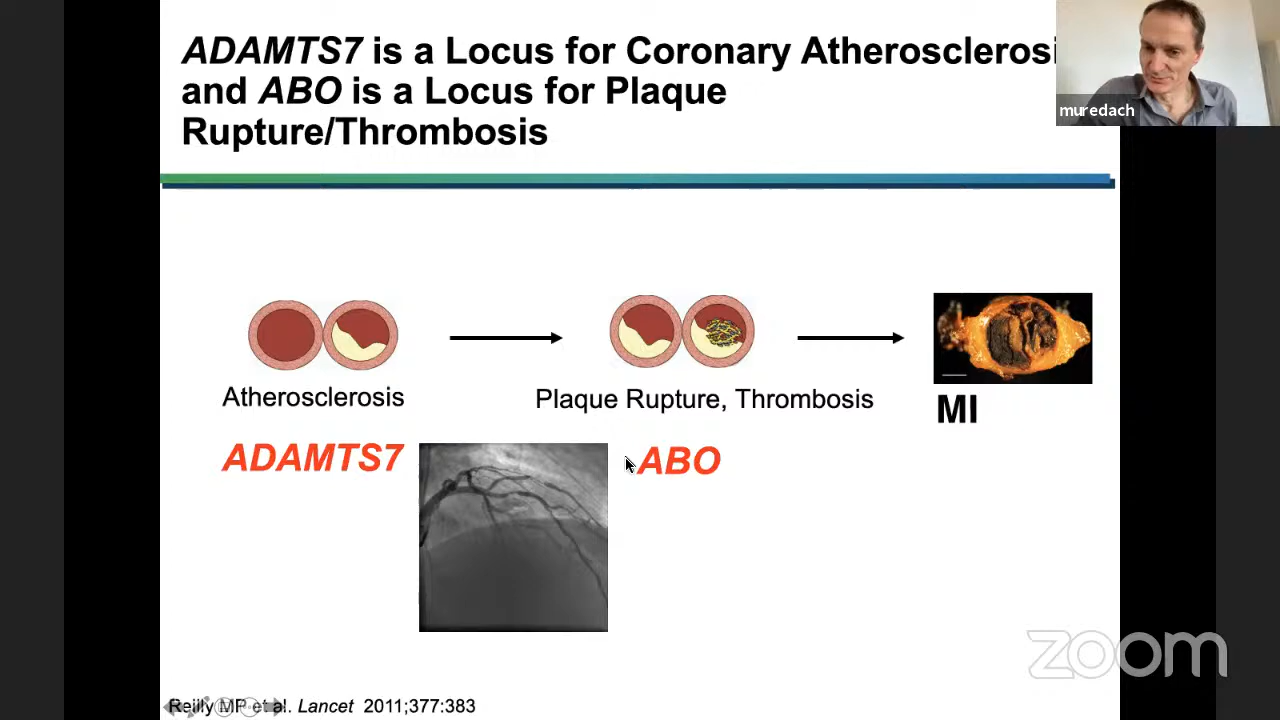 ADAMTS7 is a Locus for Coronary Atherosclerosi
and ABO is a Locus for Plaque
Rupture/Thrombosis
muredach
Atherosclerosis
Plaque Rupture, Thrombosis
MI
ADAMTS7
ABO
zoom
Reilly MP et al. Lancet 2011;377:383